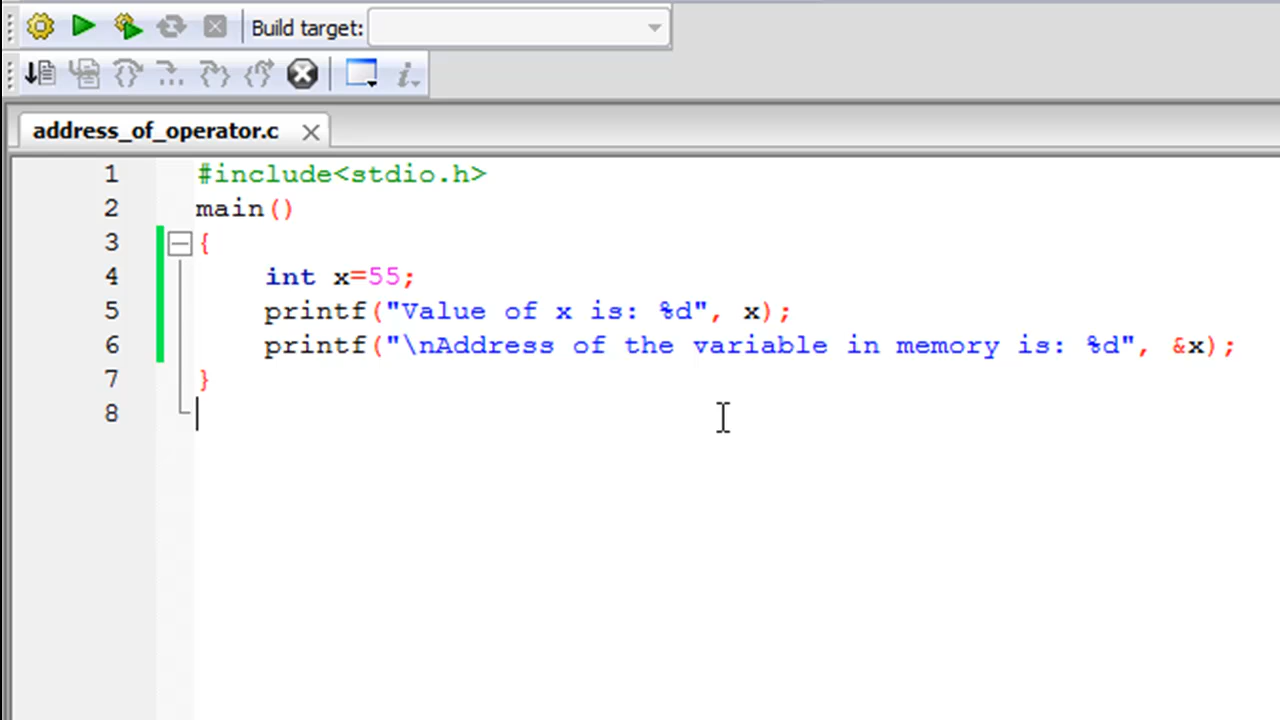 Build target:
address_of_operator.c
1 #include<stdio.h>
2 main()
3 {
4 int x=55;
5 printf("Value of x is: %d", x);
6 printf("\nAddress of the variable in memory is: %d", &x);
7 }
8